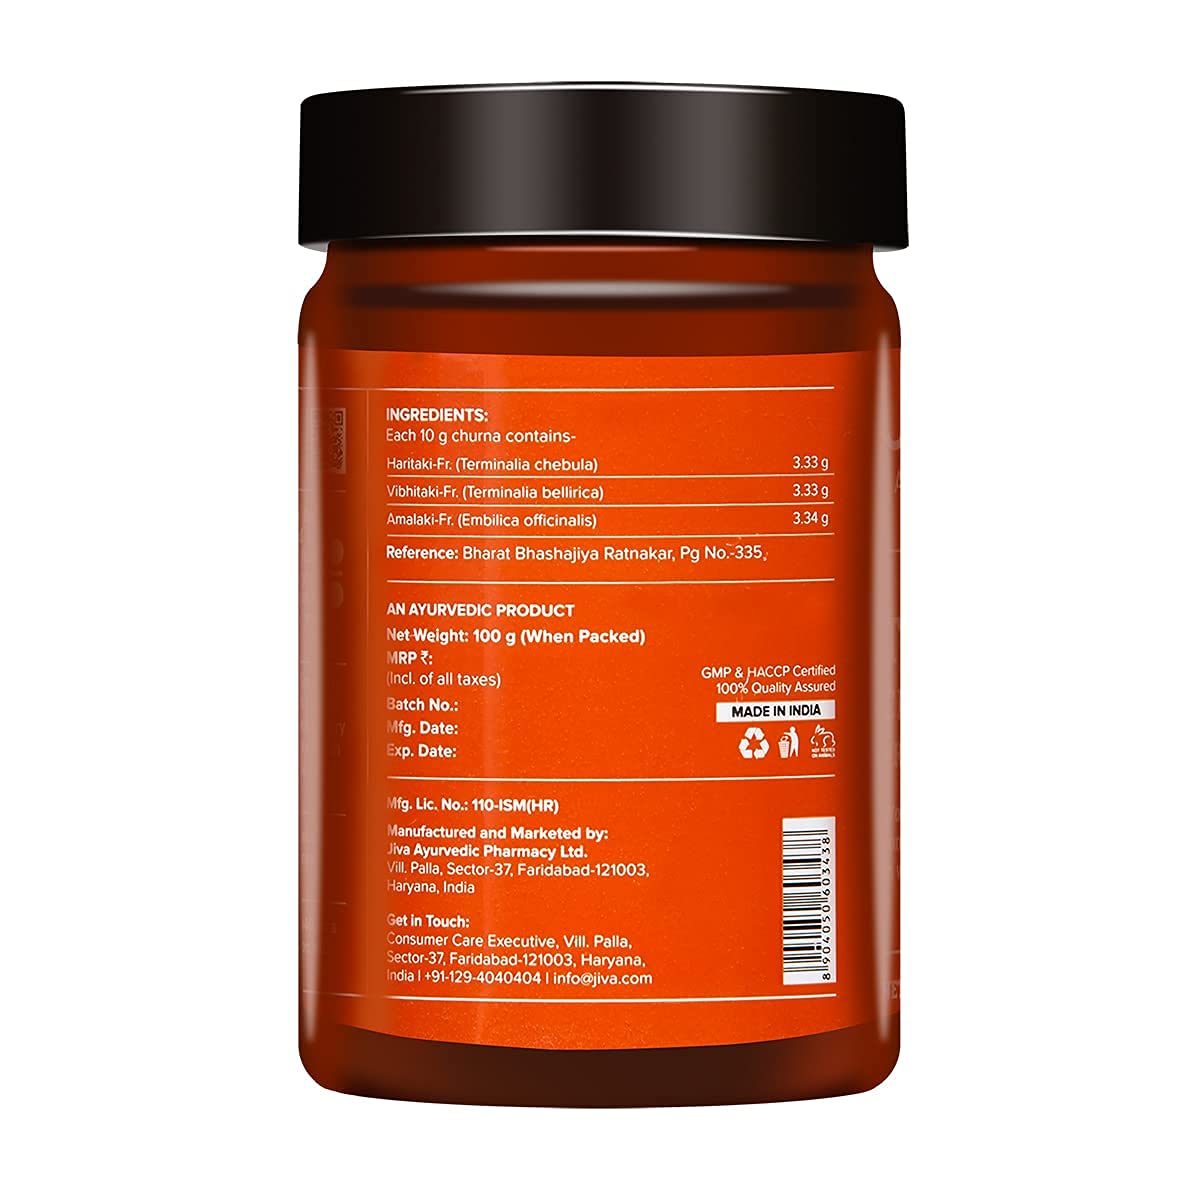 INGREDIENTS:
Each 10 g churna contains-
Haritaki-Fr. (Terminalia chebula) 3.33 g
Vibhitaki-Fr. (Terminalia bellirica) 3.33 g
Amalaki-Fr. (Embilica officinalis) 3.34 g
Reference: Bharat Bhashajiya Ratnakar, Pg No.-335,
AN AYURVEDIC PRODUCT
Net Weight: 100 g (When Packed)
MRP ₹:
(Incl. of all taxes)
Batch No.:
Mfg. Date:
Exp. Date:
GMP & HACCP Certified
100% Quality Assured
MADE IN INDIA
NOT TESTED
ON ANIMALS
Mfg. Lic. No.: 110-ISM(HR)
Manufactured and Marketed by:
Jiva Ayurvedic Pharmacy Ltd.
Vill. Palla, Sector-37, Faridabad-121003,
Haryana, India
Get in Touch:
Consumer Care Executive, Vill. Palla,
Sector-37, Faridabad-121003, Haryana,
India | +91-129-4040404 | info@jiva.com
8 904050 603438